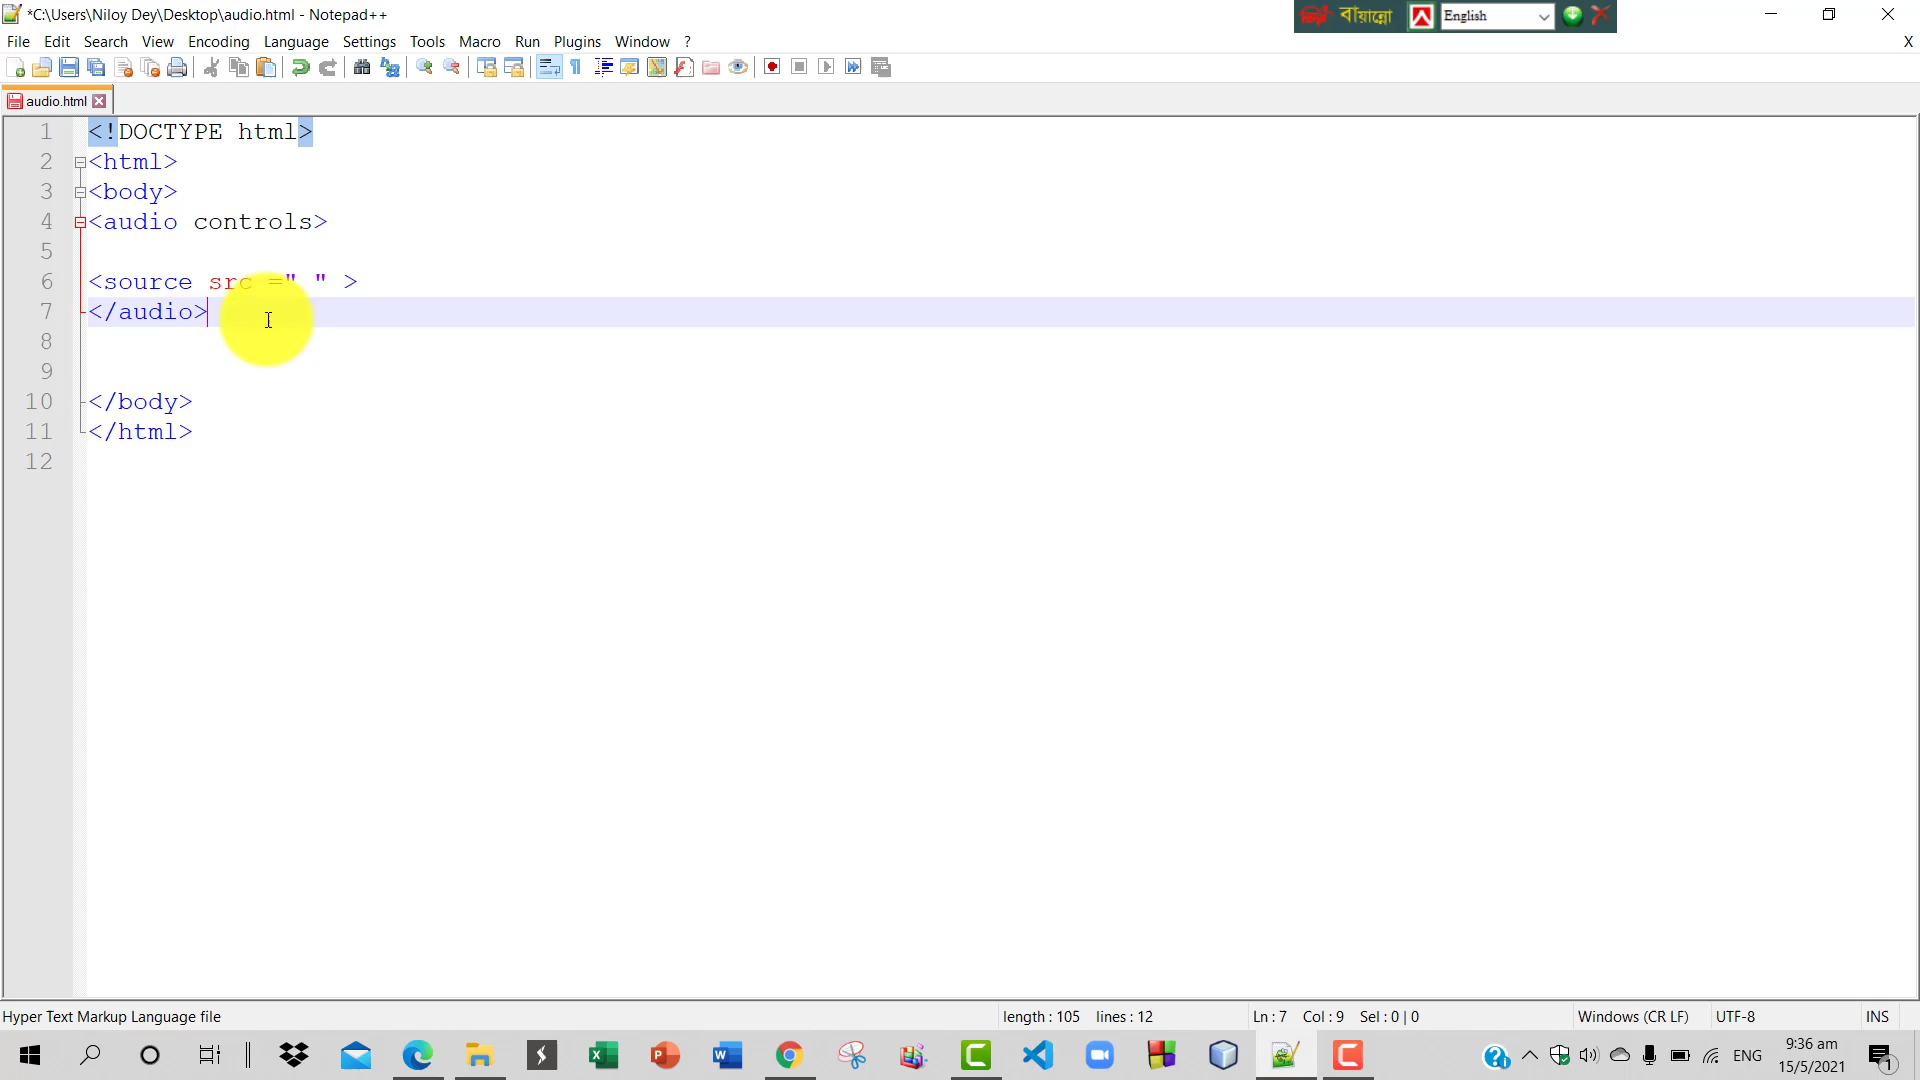 *C:\Users\Niloy Dey\Desktop\audio.html - Notepad++
বায়ান্নো English
File Edit Search View Encoding Language Settings Tools Macro Run Plugins Window ? X
audio.html
1 <!DOCTYPE html>
2 <html>
3 <body>
4 <audio controls>
5
6 <source src =" " >
7 </audio>
8
9
10 </body>
11 </html>
12
Hyper Text Markup Language file length : 105 lines : 12 Ln : 7 Col : 9 Sel : 0 | 0 Windows (CR LF) UTF-8 INS
ENG 9:36 am
15/5/2021 1